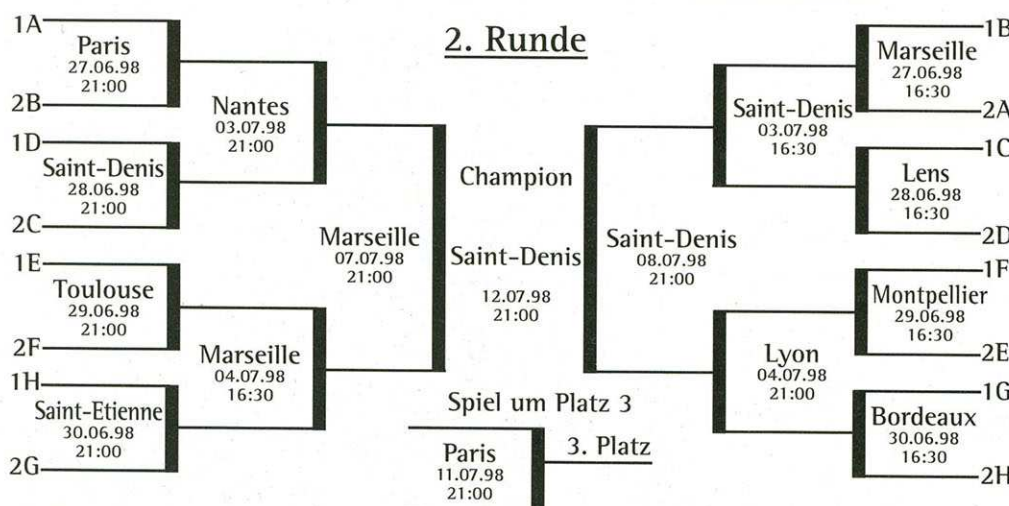 2. Runde
1A
Paris
27.06.98
21:00
2B
1D
Saint-Denis
28.06.98
21:00
2C
1E
Toulouse
29.06.98
21:00
2F
1H
Saint-Etienne
30.06.98
21:00
2G
Nantes
03.07.98
21:00
Marseille
04.07.98
16:30
Marseille
07.07.98
21:00
Champion
Saint-Denis
12.07.98
21:00
Spiel um Platz 3
Paris
11.07.98
21:00
3. Platz
Saint-Denis
08.07.98
21:00
Saint-Denis
03.07.98
16:30
Lyon
04.07.98
21:00
1B
Marseille
27.06.98
16:30
2A
1C
Lens
28.06.98
16:30
2D
1F
Montpellier
29.06.98
16:30
2E
1G
Bordeaux
30.06.98
16:30
2H